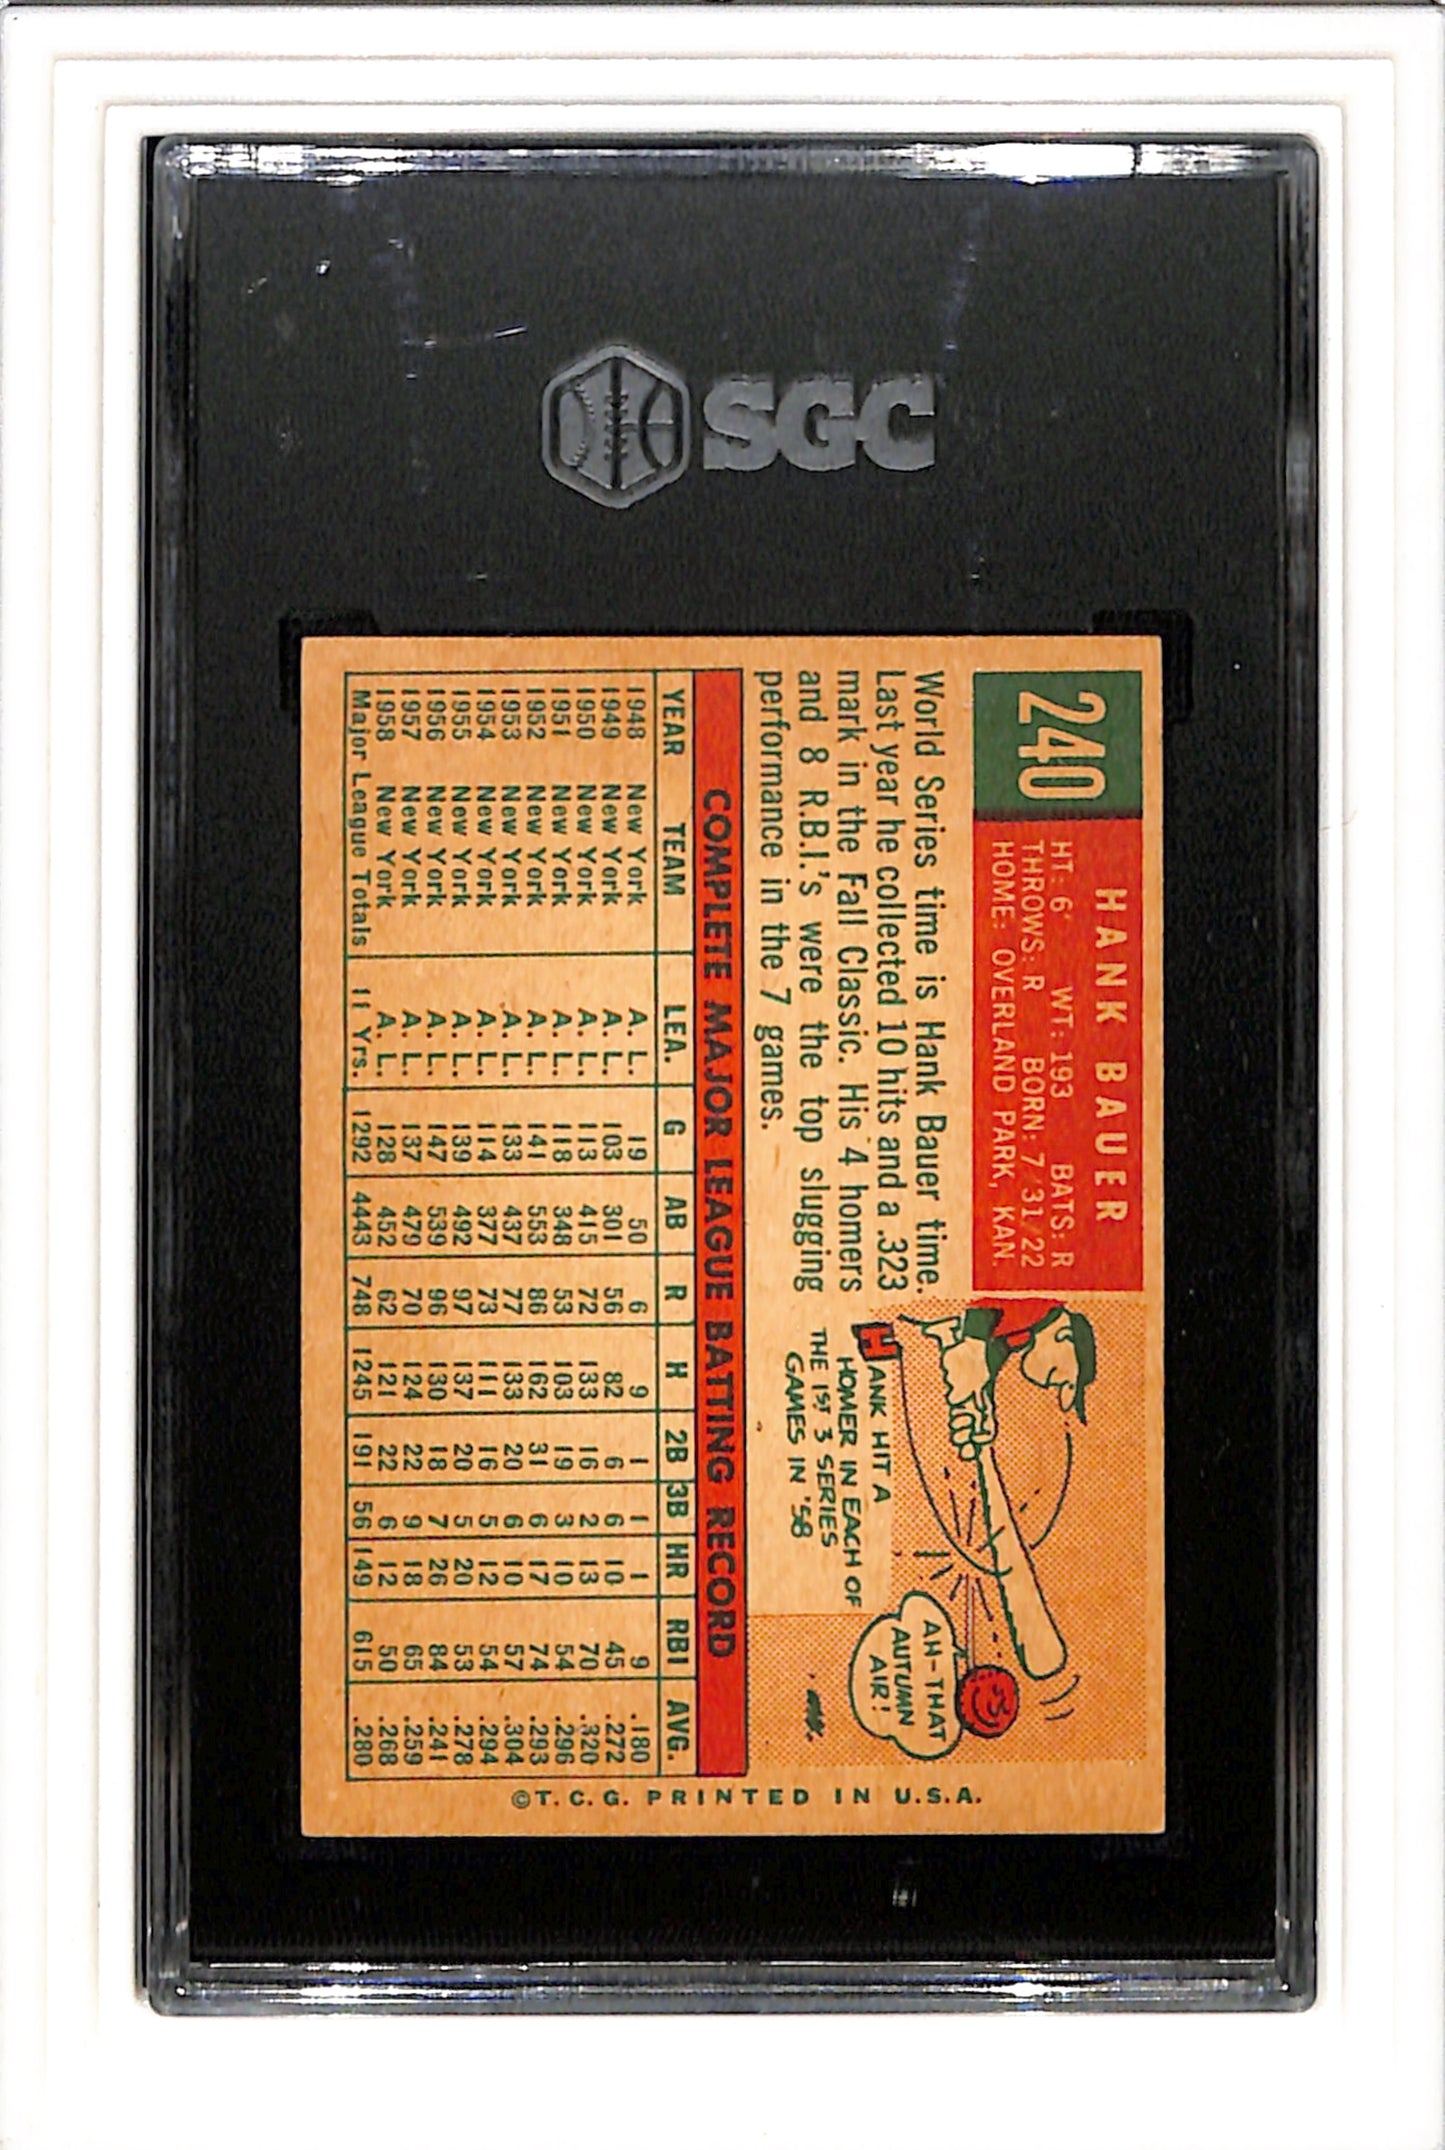 SGC
240
HANK BAUER
HT: 6' WT: 193 BATS: R
THROWS: R BORN: 7/31/22
HOME: OVERLAND PARK, KAN.
World Series time is Hank Bauer time.
Last year he collected 10 hits and a .323
mark in the Fall Classic. His 4 homers
and 8 R.B.I.'s were the top slugging
performance in the 7 games.
HANK HIT A
HOMER IN EACH OF
THE 1ST 3 SERIES
GAMES IN '58
AH-THAT
AUTUMN
AIR!
COMPLETE MAJOR LEAGUE BATTING RECORD
YEAR TEAM LEA. G AB R H 2B 3B HR RBI AVG.
1948 New York A. L. 19 50 6 9 1 1 1 9 .180
1949 New York A. L. 103 301 56 82 6 6 10 45 .272
1950 New York A. L. 113 415 72 133 16 2 13 70 .320
1951 New York A. L. 118 348 53 103 19 3 10 54 .296
1952 New York A. L. 141 553 86 162 31 6 17 74 .293
1953 New York A. L. 133 437 77 133 20 6 10 57 .304
1954 New York A. L. 114 377 73 111 16 5 12 54 .294
1955 New York A. L. 139 492 97 137 20 5 20 53 .278
1956 New York A. L. 147 539 96 130 18 7 26 84 .241
1957 New York A. L. 137 479 70 124 22 9 18 65 .259
1958 New York A. L. 128 452 62 121 22 6 12 50 .268
Major League Totals 11 Yrs. 1292 4443 748 1245 191 56 149 615 .280
©T.C.G. PRINTED IN U.S.A.